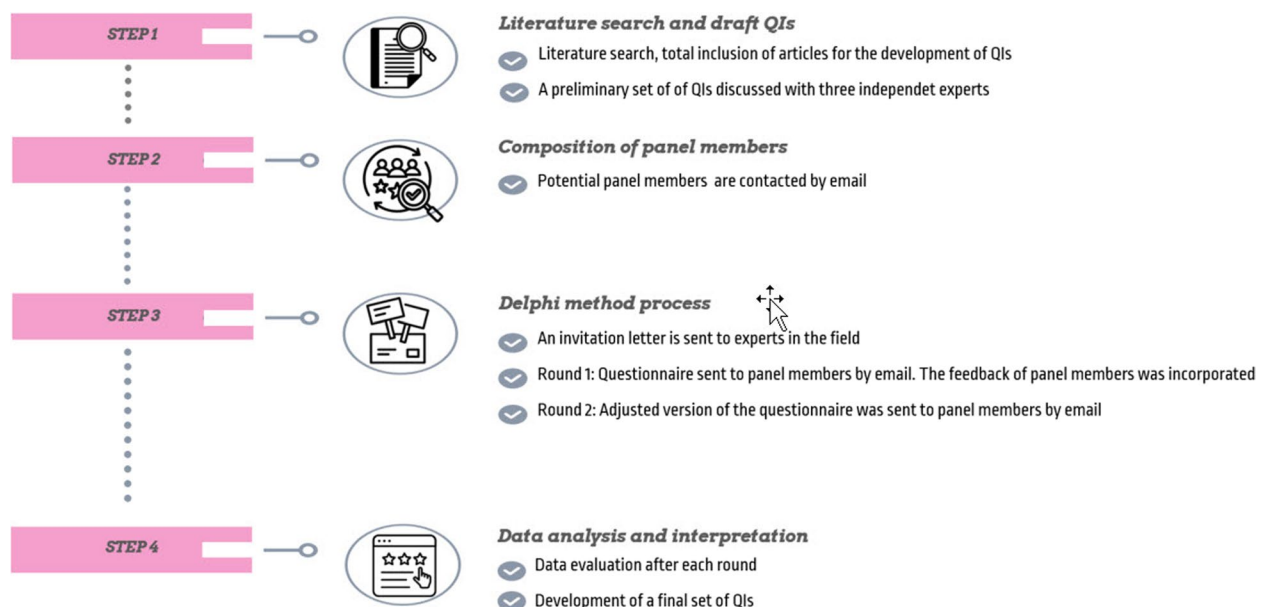 STEP 1
Literature search and draft QIs
Literature search, total inclusion of articles for the development of QIs
A preliminary set of of QIs discussed with three independet experts
STEP 2
Composition of panel members
Potential panel members are contacted by email
STEP 3
Delphi method process
An invitation letter is sent to experts in the field
Round 1: Questionnaire sent to panel members by email. The feedback of panel members was incorporated
Round 2: Adjusted version of the questionnaire was sent to panel members by email
STEP 4
Data analysis and interpretation
Data evaluation after each round
Development of a final set of QIs